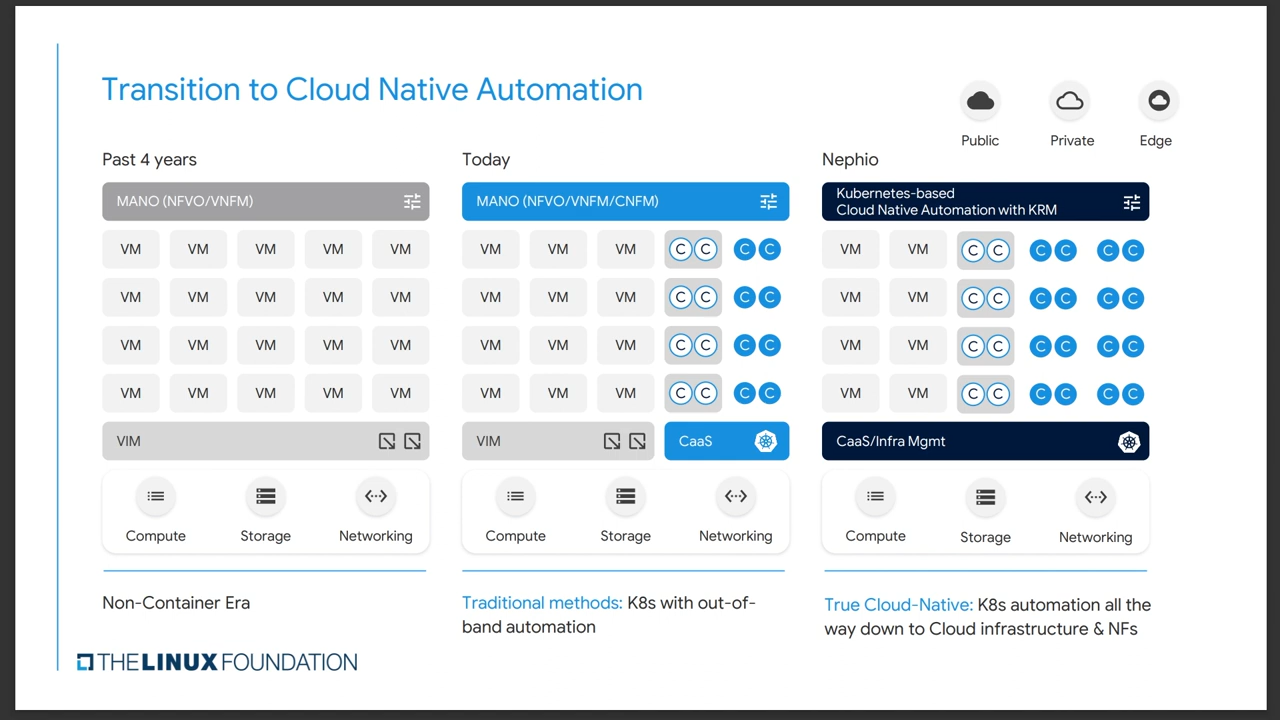 Transition to Cloud Native Automation
Public
Private
Edge
Past 4 years
MANO (NFVO/VNFM)
VM VM VM VM VM
VM VM VM VM VM
VM VM VM VM VM
VM VM VM VM VM
VIM
Compute
Storage
Networking
Non-Container Era
Today
MANO (NFVO/VNFM/CNFM)
VM VM VM C C C C
VM VM VM C C C C
VM VM VM C C C C
VM VM VM C C C C
VIM
CaaS
Compute
Storage
Networking
Traditional methods: K8s with out-of-
band automation
Nephio
Kubernetes-based
Cloud Native Automation with KRM
VM VM C C C C C C
VM VM C C C C C C
VM VM C C C C C C
VM VM C C C C C C
CaaS/Infra Mgmt
Compute
Storage
Networking
True Cloud-Native: K8s automation all the
way down to Cloud infrastructure & NFs
THE LINUX FOUNDATION